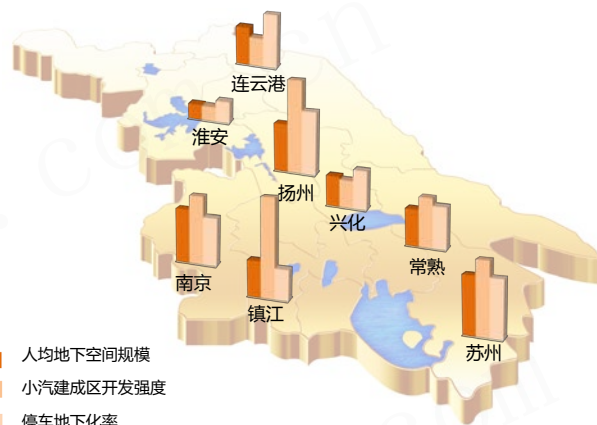 连云港
淮安
扬州
兴化
常熟
南京
镇江
苏州
人均地下空间规模
小汽建成区开发强度
停车地下化率